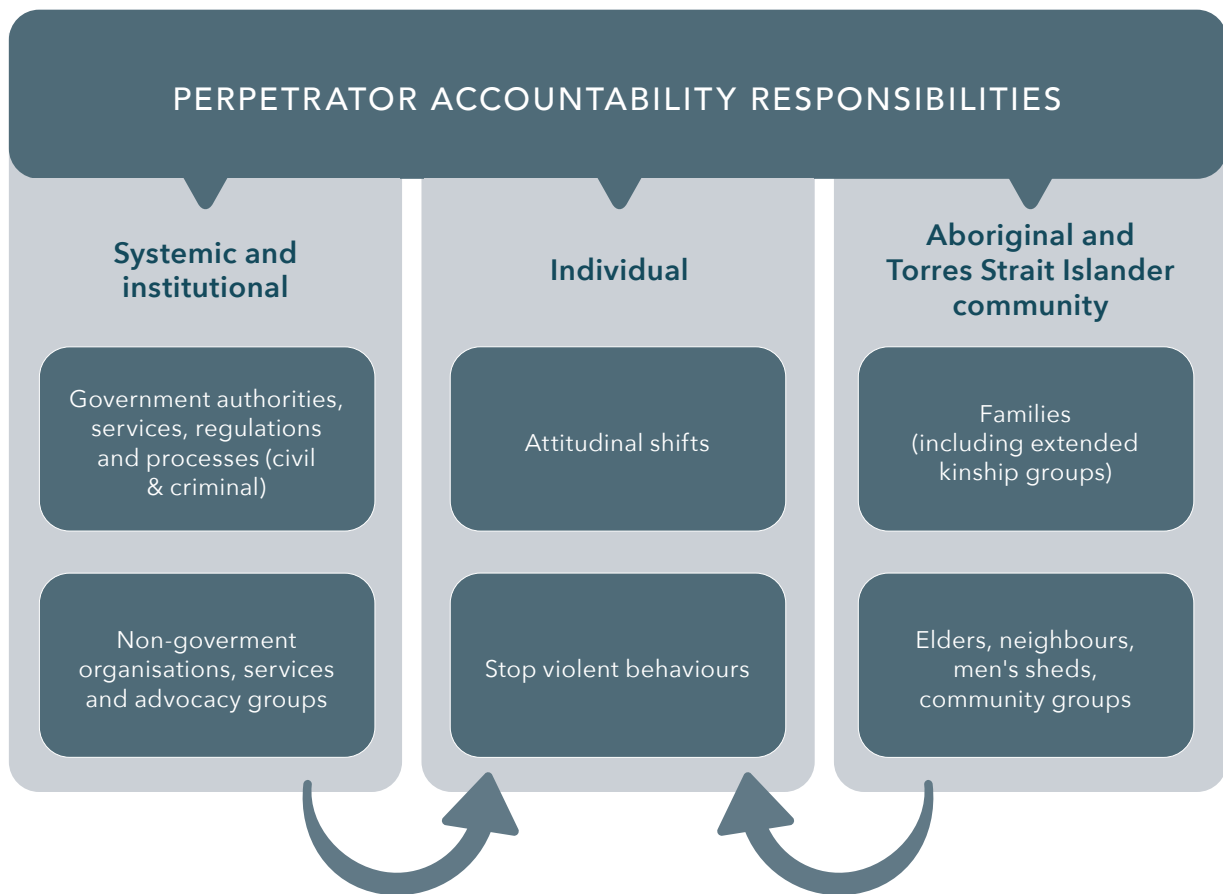 PERPETRATOR ACCOUNTABILITY RESPONSIBILITIES
Systemic and
institutional
Government authorities,
services, regulations
and processes (civil
& criminal)
Non-goverment
organisations, services
and advocacy groups
Individual
Attitudinal shifts
Stop violent behaviours
Aboriginal and
Torres Strait Islander
community
Families
(including extended
kinship groups)
Elders, neighbours,
men's sheds,
community groups